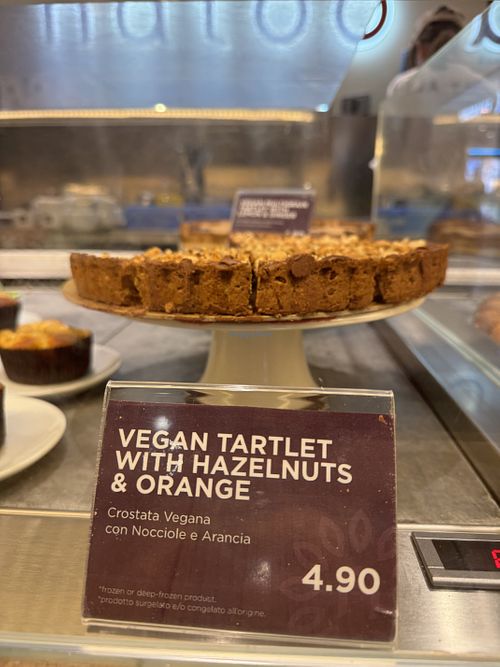 VEGAN TARTLET
WITH HAZELNUTS
& ORANGE
Crostata Vegana
con Nocciole e Arancia
4.90
*frozen or deep-frozen product.
*prodotto surgelato e/o congelato all'origine.